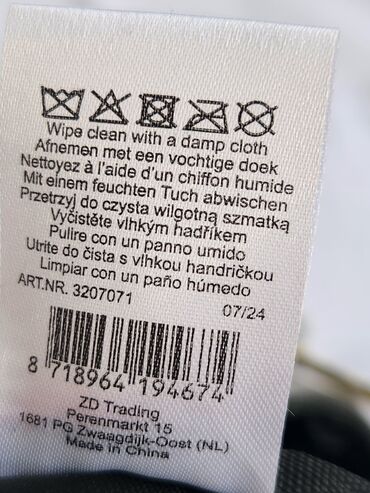 Wipe clean with a damp cloth
Afnemen met een vochtige doek
Nettoyez à l'aide d'un chiffon humide
Mit einem feuchten Tuch abwischen
Przetrzyj do czysta wilgotną szmatką
Vyčistěte vlhkým hadříkem
Pulire con un panno umido
Utrite do čista s vlhkou handričkou
Limpiar con un paño húmedo
ART.NR. 3207071 07/24
8 718964 194674
ZD Trading
Perenmarkt 15
1681 PG Zwaagdijk-Oost (NL)
Made in China